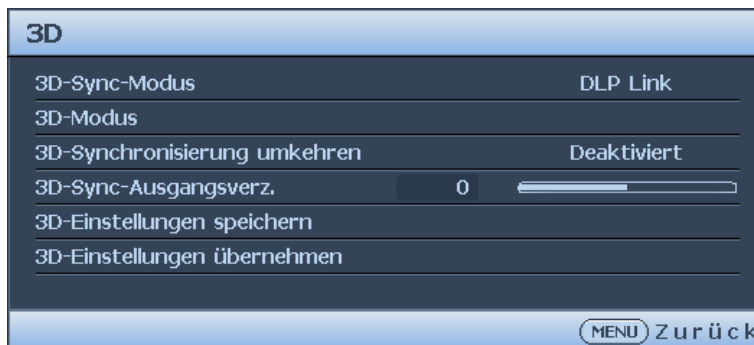 3D
3D-Sync-Modus DLP Link
3D-Modus
3D-Synchronisierung umkehren Deaktiviert
3D-Sync-Ausgangsverz. 0
3D-Einstellungen speichern
3D-Einstellungen übernehmen
MENU Zurück